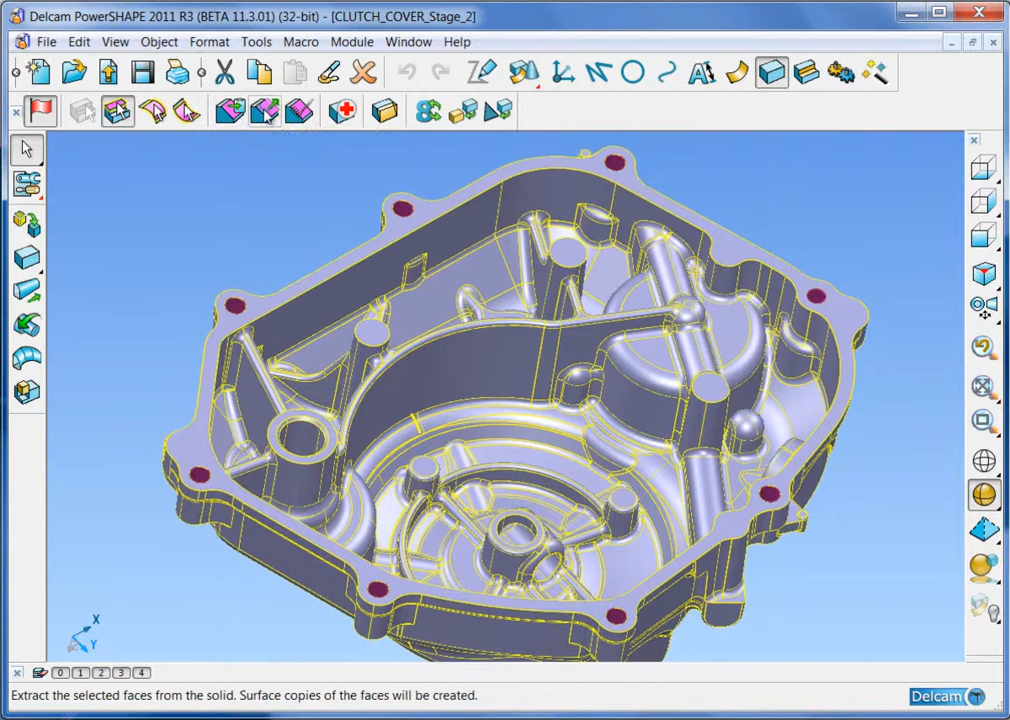 Delcam PowerSHAPE 2011 R3 (BETA 11.3.01) (32-bit) - [CLUTCH_COVER_Stage_2]
File Edit View Object Format Tools Macro Module Window Help
X
Y
0 1 2 3 4
Extract the selected faces from the solid. Surface copies of the faces will be created.
Delcam